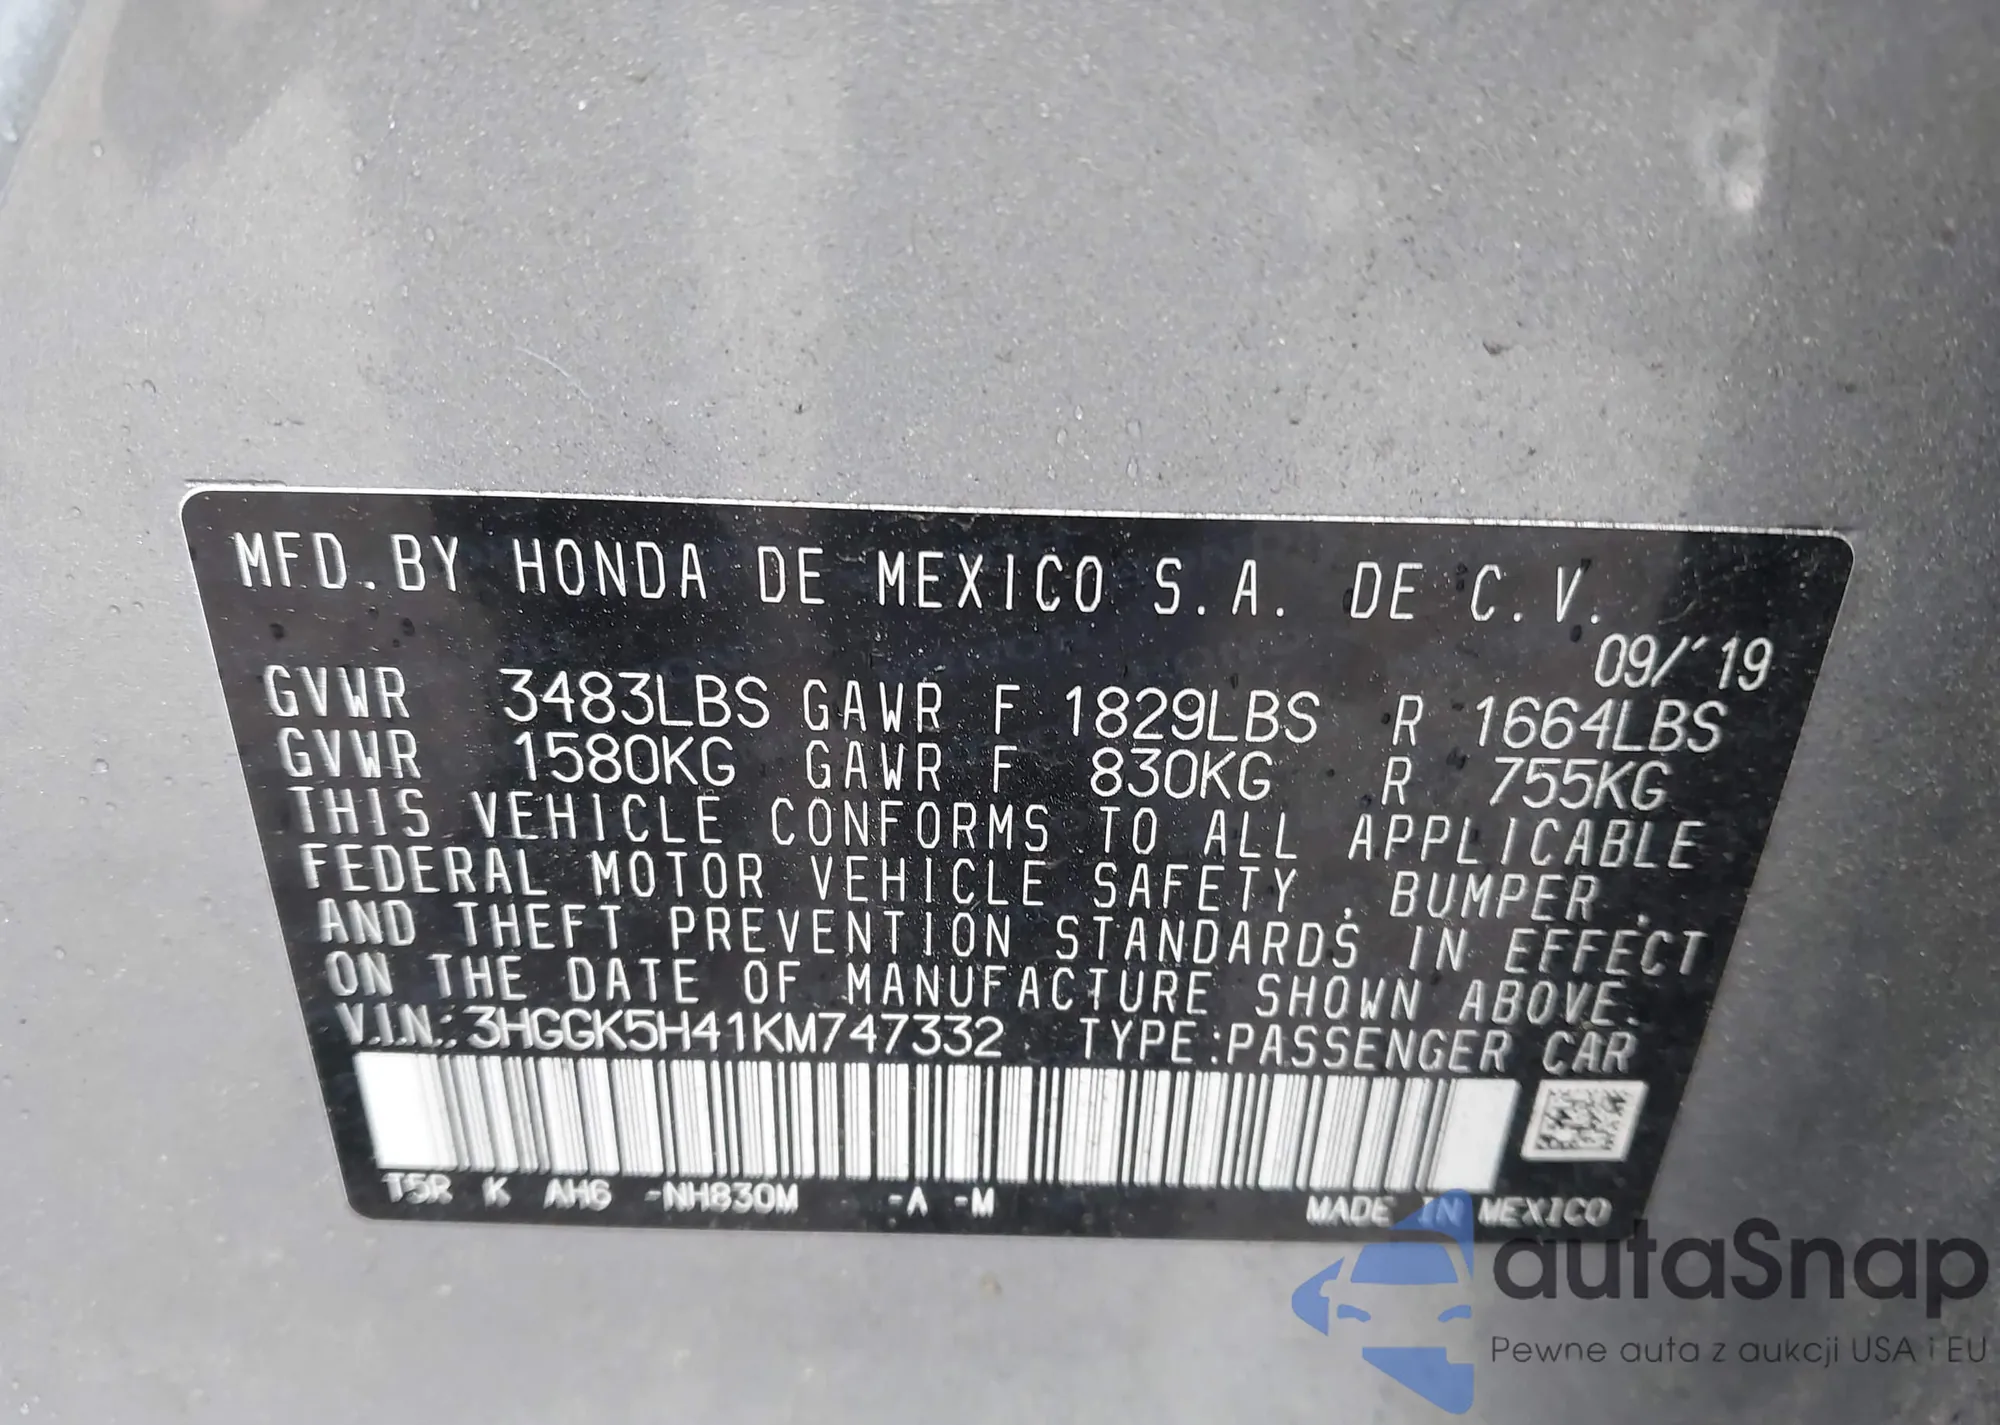 MFD.BY HONDA DE MEXICO S.A. DE C.V.
09/'19
GVWR 3483LBS GAWR F 1829LBS R 1664LBS
GVWR 1580KG GAWR F 830KG R 755KG
THIS VEHICLE CONFORMS TO ALL APPLICABLE
FEDERAL MOTOR VEHICLE SAFETY, BUMPER,
AND THEFT PREVENTION STANDARDS IN EFFECT
ON THE DATE OF MANUFACTURE SHOWN ABOVE.
V.I.N.: 3HGGK5H41KM747332 TYPE:PASSENGER CAR
T5R K AH6 -NH830M -A -M MADE IN MEXICO
autaSnap
Pewne auta z aukcji USA i EU